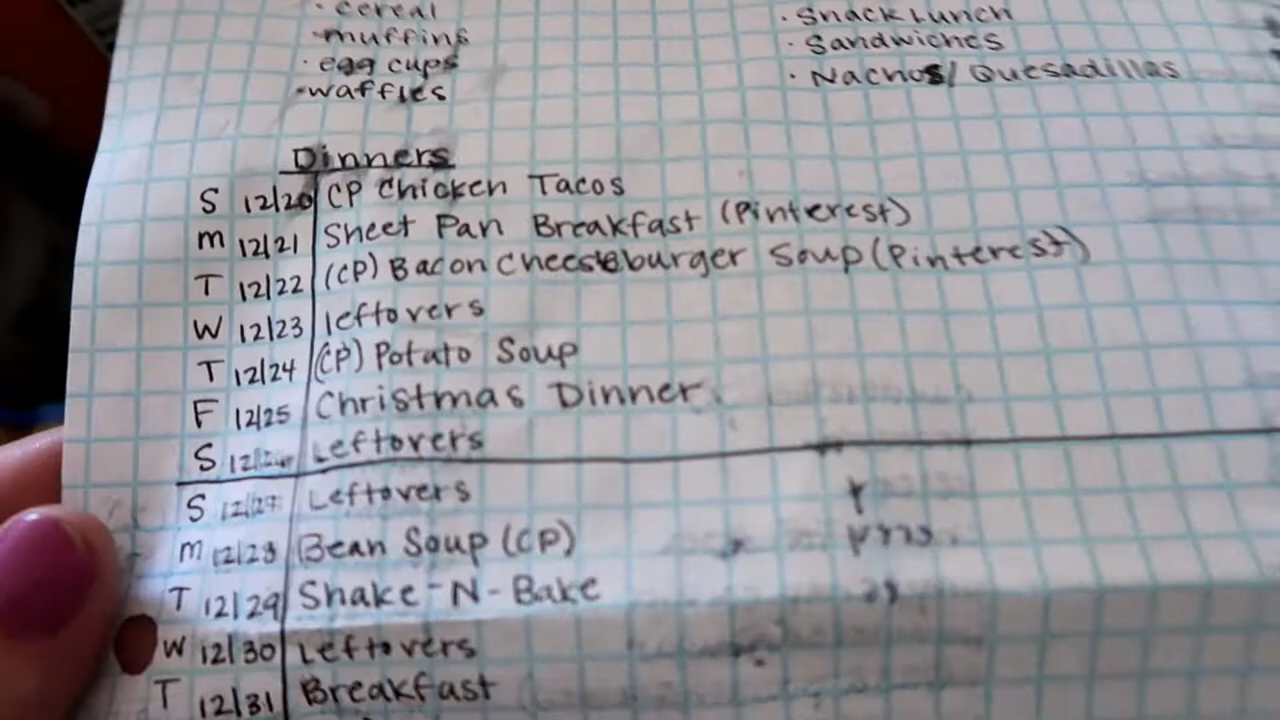 · cereal
· muffins
· egg cups
· waffles
· Snack Lunch
· Sandwiches
· Nachos / Quesadillas
Dinners
S 12/20 CP Chicken Tacos
M 12/21 Sheet Pan Breakfast (Pinterest)
T 12/22 (CP) Bacon Cheeseburger Soup (Pinterest)
W 12/23 leftovers
T 12/24 (CP) Potato Soup
F 12/25 Christmas Dinner
S 12/26 Leftovers
S 12/27 Leftovers
M 12/28 Bean Soup (CP)
T 12/29 Shake-N-Bake
W 12/30 Leftovers
T 12/31 Breakfast